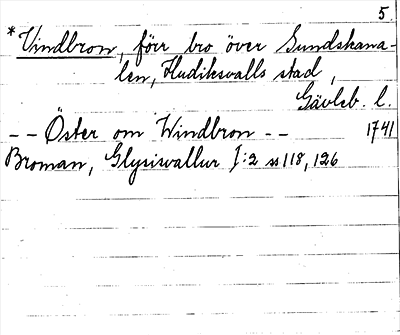 5.
*Vindbron, förr bro över Sundskana-
len, Hudiksvalls stad,
Gävleb. l.
-- Öster om Windbron -- 1741
Broman, Glysisvallur I:2 ss 118, 126